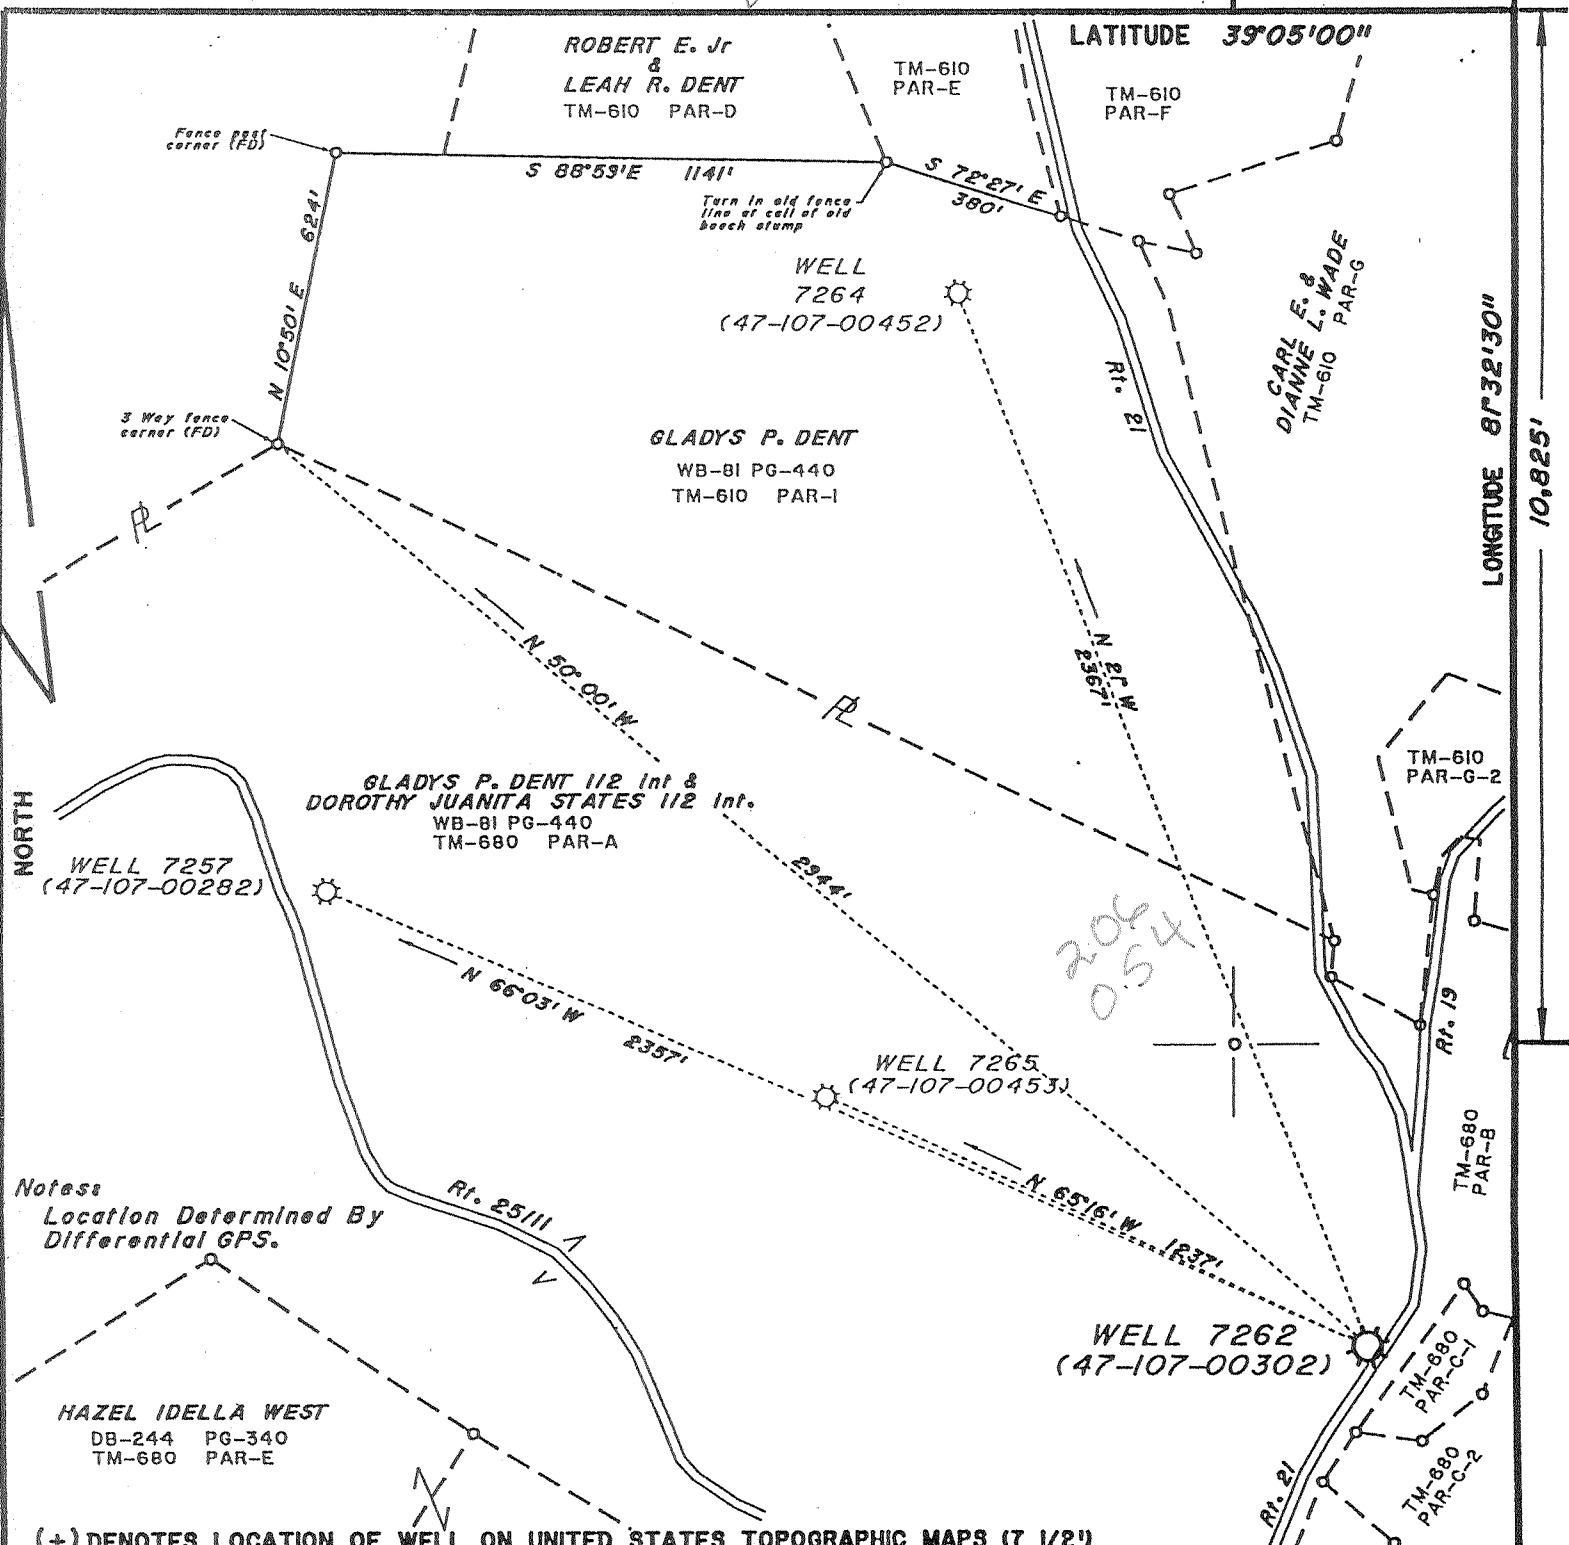 LATITUDE 39°05'00"
ROBERT E. Jr
&
LEAH R. DENT
TM-610 PAR-D
TM-610
PAR-E
TM-610
PAR-F
Fence post
corner (FD)
S 88°59'E 1141'
S 72°27' E
380'
Turn in old fence
line at call of old
beech stump
N 10°50' E 624'
WELL
7264
(47-107-00452)
CARL E. &
DIANNE L. WADE
TM-610 PAR-G
LONGITUDE 81°32'30"
10,825'
Rt. 21
3 Way fence
corner (FD)
GLADYS P. DENT
WB-81 PG-440
TM-610 PAR-1
PL
N 50°00' W
2944'
N 21° W
2367'
PL
TM-610
PAR-G-2
NORTH
GLADYS P. DENT 1/2 Int &
DOROTHY JUANITA STATES 1/2 Int.
WB-81 PG-440
TM-680 PAR-A
WELL 7257
(47-107-00282)
2.06
0.54
N 66°03' W 2357'
Rt. 19
WELL 7265
(47-107-00453)
TM-680
PAR-B
N 65°16' W 1237'
Notes:
Location Determined By
Differential GPS.
Rt. 25/11
WELL 7262
(47-107-00302)
TM-680
PAR-C-1
HAZEL IDELLA WEST
DB-244 PG-340
TM-680 PAR-E
TM-680
PAR-C-2
Rt. 21
(+) DENOTES LOCATION OF WELL ON UNITED STATES TOPOGRAPHIC MAPS (7 1/2')